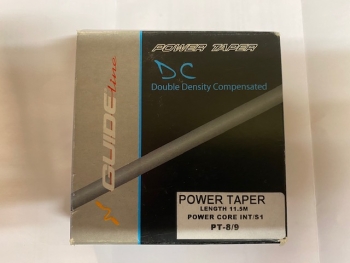 POWER TAPER
DC
Double Density Compensated
GUIDEline
POWER TAPER
LENGTH 11.5M
POWER CORE INT/S1
PT-8/9